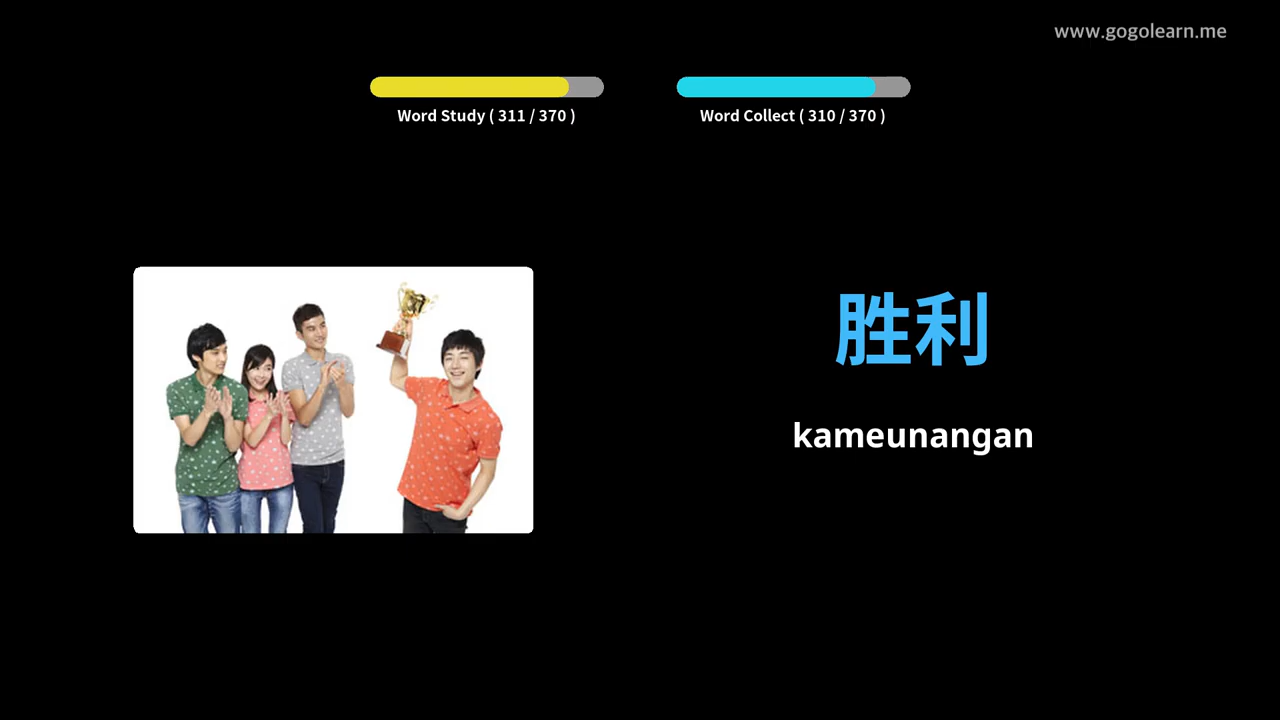 www.gogolearn.me
Word Study ( 311 / 370 )
Word Collect ( 310 / 370 )
胜利
kameunangan